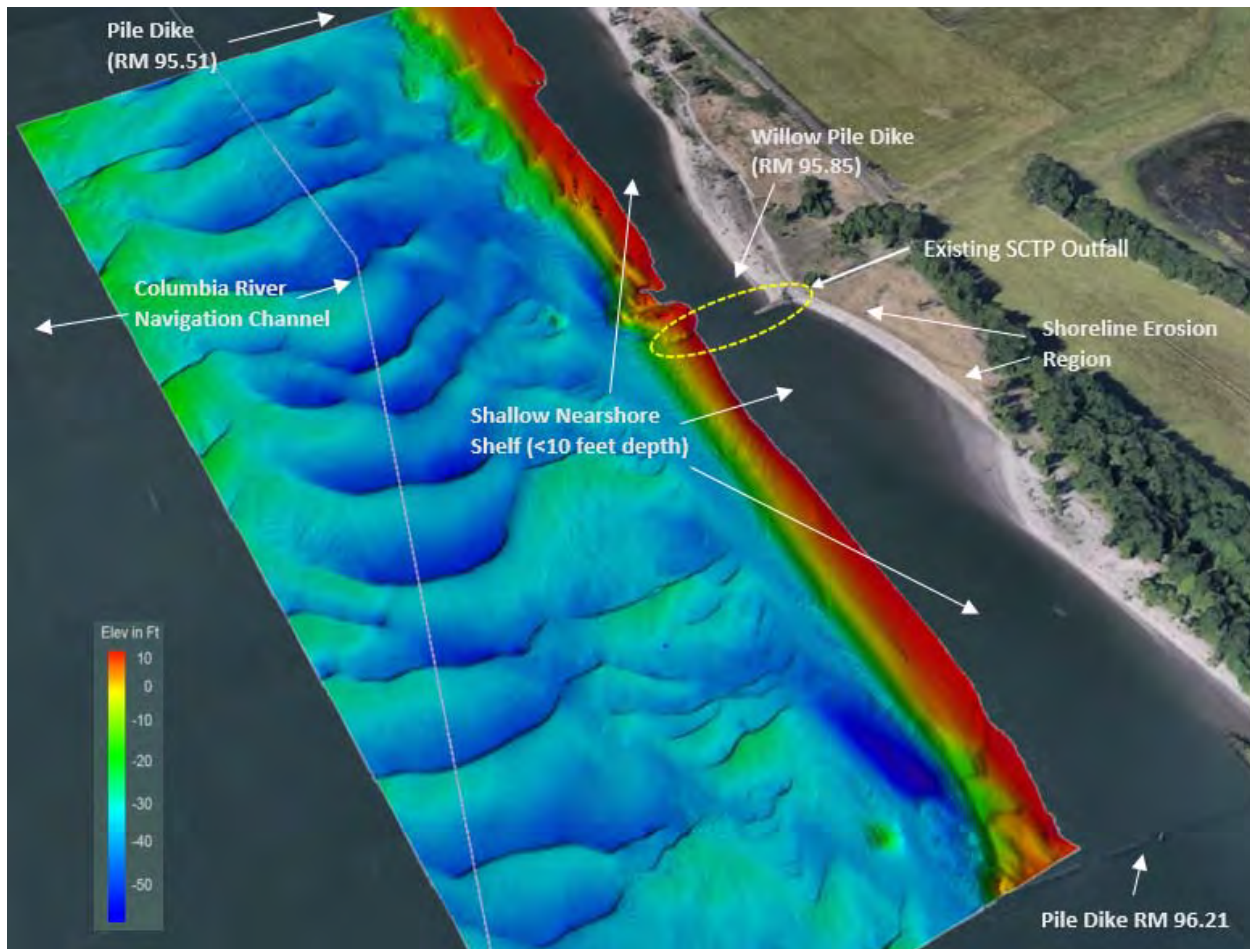 Pile Dike
(RM 95.51)
Willow Pile Dike
(RM 95.85)
Existing SCTP Outfall
Columbia River
Navigation Channel
Shoreline Erosion
Region
Shallow Nearshore
Shelf (<10 feet depth)
Elev in Ft
10
0
-10
-20
-30
-40
-50
Pile Dike RM 96.21